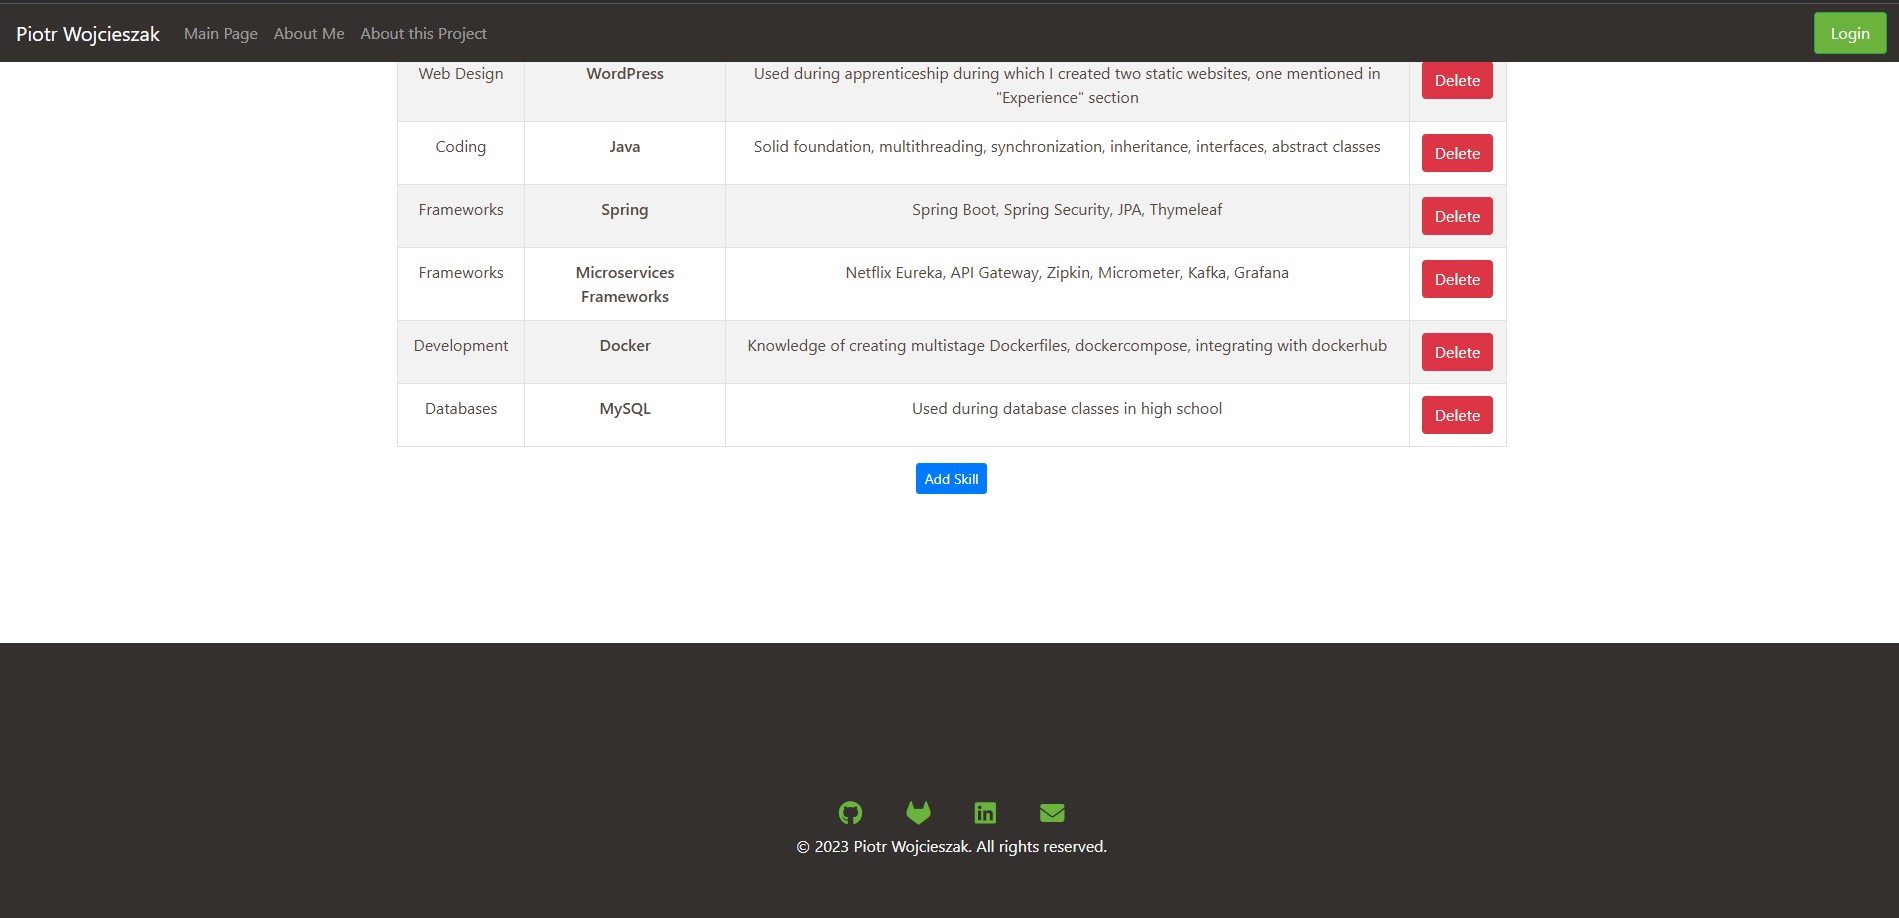 Piotr Wojcieszak Main Page About Me About this Project Login
Web Design WordPress Used during apprenticeship during which I created two static websites, one mentioned in Delete
"Experience" section
Coding Java Solid foundation, multithreading, synchronization, inheritance, interfaces, abstract classes Delete
Frameworks Spring Spring Boot, Spring Security, JPA, Thymeleaf Delete
Frameworks Microservices Netflix Eureka, API Gateway, Zipkin, Micrometer, Kafka, Grafana Delete
Frameworks
Development Docker Knowledge of creating multistage Dockerfiles, dockercompose, integrating with dockerhub Delete
Databases MySQL Used during database classes in high school Delete
Add Skill
in
© 2023 Piotr Wojcieszak. All rights reserved.